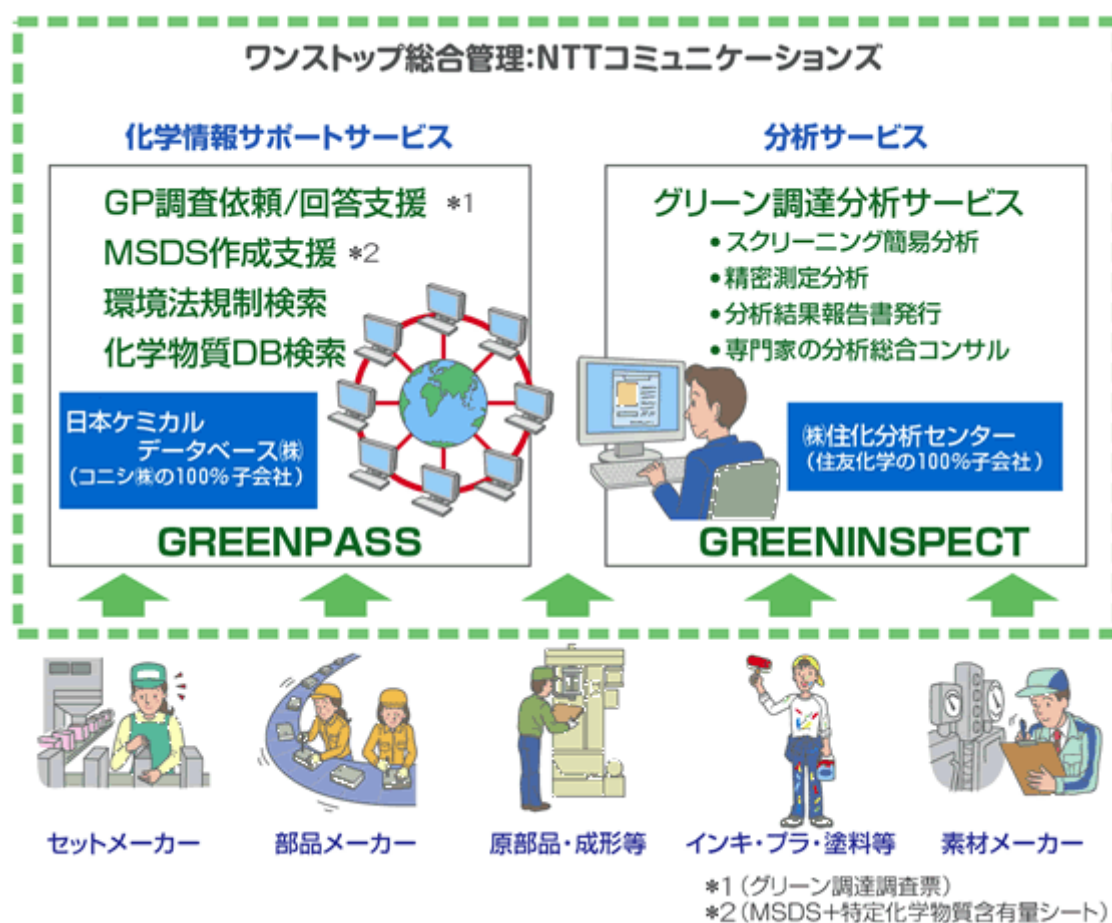 ワンストップ総合管理:NTTコミュニケーションズ
化学情報サポートサービス
GP調査依頼/回答支援 *1
MSDS作成支援 *2
環境法規制検索
化学物質DB検索
日本ケミカル
データベース㈱
(コニシ㈱の100%子会社)
GREENPASS
分析サービス
グリーン調達分析サービス
•スクリーニング簡易分析
•精密測定分析
•分析結果報告書発行
•専門家の分析総合コンサル
㈱住化分析センター
(住友化学の100%子会社)
GREENINSPECT
セットメーカー
部品メーカー
原部品・成形等
インキ・プラ・塗料等
素材メーカー
*1(グリーン調達調査票)
*2(MSDS+特定化学物質含有量シート)